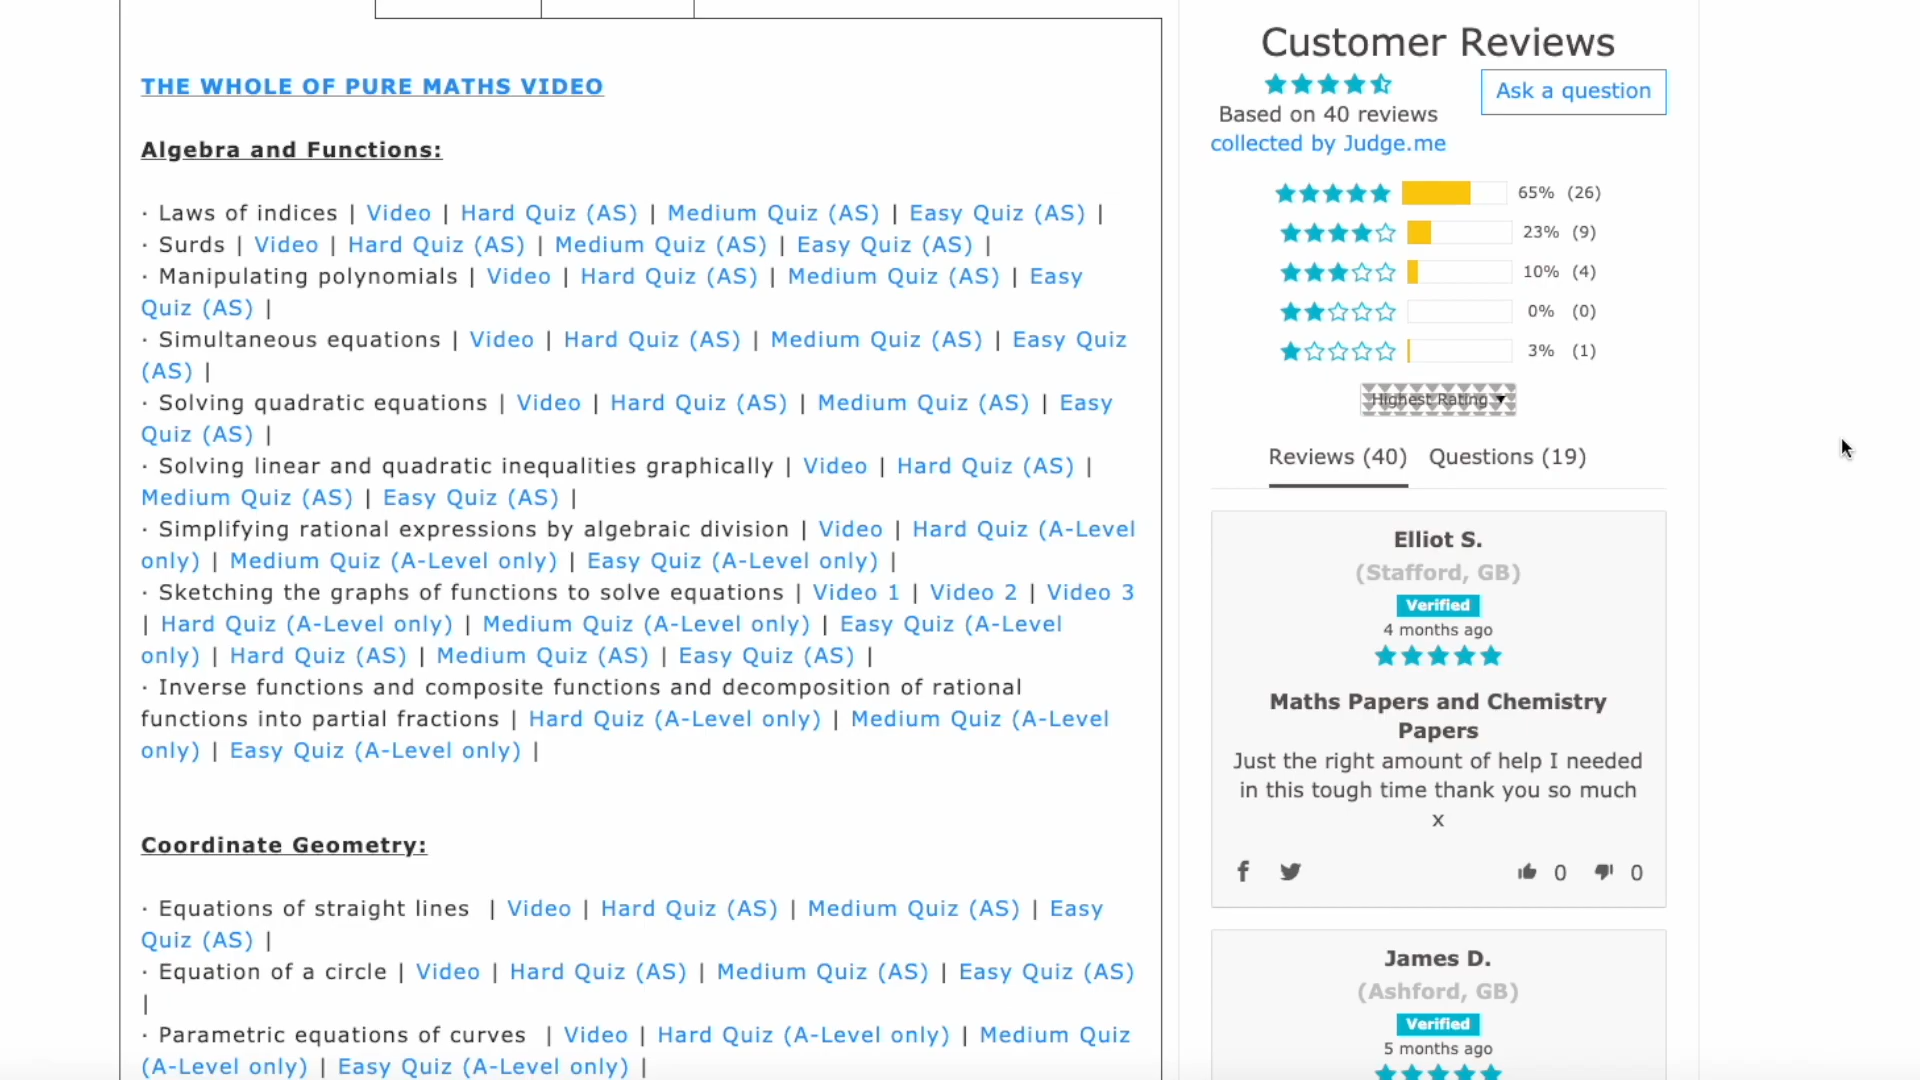 THE WHOLE OF PURE MATHS VIDEO
Algebra and Functions:
· Laws of indices | Video | Hard Quiz (AS) | Medium Quiz (AS) | Easy Quiz (AS) |
· Surds | Video | Hard Quiz (AS) | Medium Quiz (AS) | Easy Quiz (AS) |
· Manipulating polynomials | Video | Hard Quiz (AS) | Medium Quiz (AS) | Easy
Quiz (AS) |
· Simultaneous equations | Video | Hard Quiz (AS) | Medium Quiz (AS) | Easy Quiz
(AS) |
· Solving quadratic equations | Video | Hard Quiz (AS) | Medium Quiz (AS) | Easy
Quiz (AS) |
· Solving linear and quadratic inequalities graphically | Video | Hard Quiz (AS) |
Medium Quiz (AS) | Easy Quiz (AS) |
· Simplifying rational expressions by algebraic division | Video | Hard Quiz (A-Level
only) | Medium Quiz (A-Level only) | Easy Quiz (A-Level only) |
· Sketching the graphs of functions to solve equations | Video 1 | Video 2 | Video 3
| Hard Quiz (A-Level only) | Medium Quiz (A-Level only) | Easy Quiz (A-Level
only) | Hard Quiz (AS) | Medium Quiz (AS) | Easy Quiz (AS) |
· Inverse functions and composite functions and decomposition of rational
functions into partial fractions | Hard Quiz (A-Level only) | Medium Quiz (A-Level
only) | Easy Quiz (A-Level only) |
Coordinate Geometry:
· Equations of straight lines | Video | Hard Quiz (AS) | Medium Quiz (AS) | Easy
Quiz (AS) |
· Equation of a circle | Video | Hard Quiz (AS) | Medium Quiz (AS) | Easy Quiz (AS)
|
· Parametric equations of curves | Video | Hard Quiz (A-Level only) | Medium Quiz
(A-Level only) | Easy Quiz (A-Level only) |
Customer Reviews
Based on 40 reviews
collected by Judge.me
Ask a question
65% (26)
23% (9)
10% (4)
0% (0)
3% (1)
Highest Rating
Reviews (40) Questions (19)
Elliot S.
(Stafford, GB)
Verified
4 months ago
Maths Papers and Chemistry
Papers
Just the right amount of help I needed
in this tough time thank you so much
x
0 0
James D.
(Ashford, GB)
Verified
5 months ago